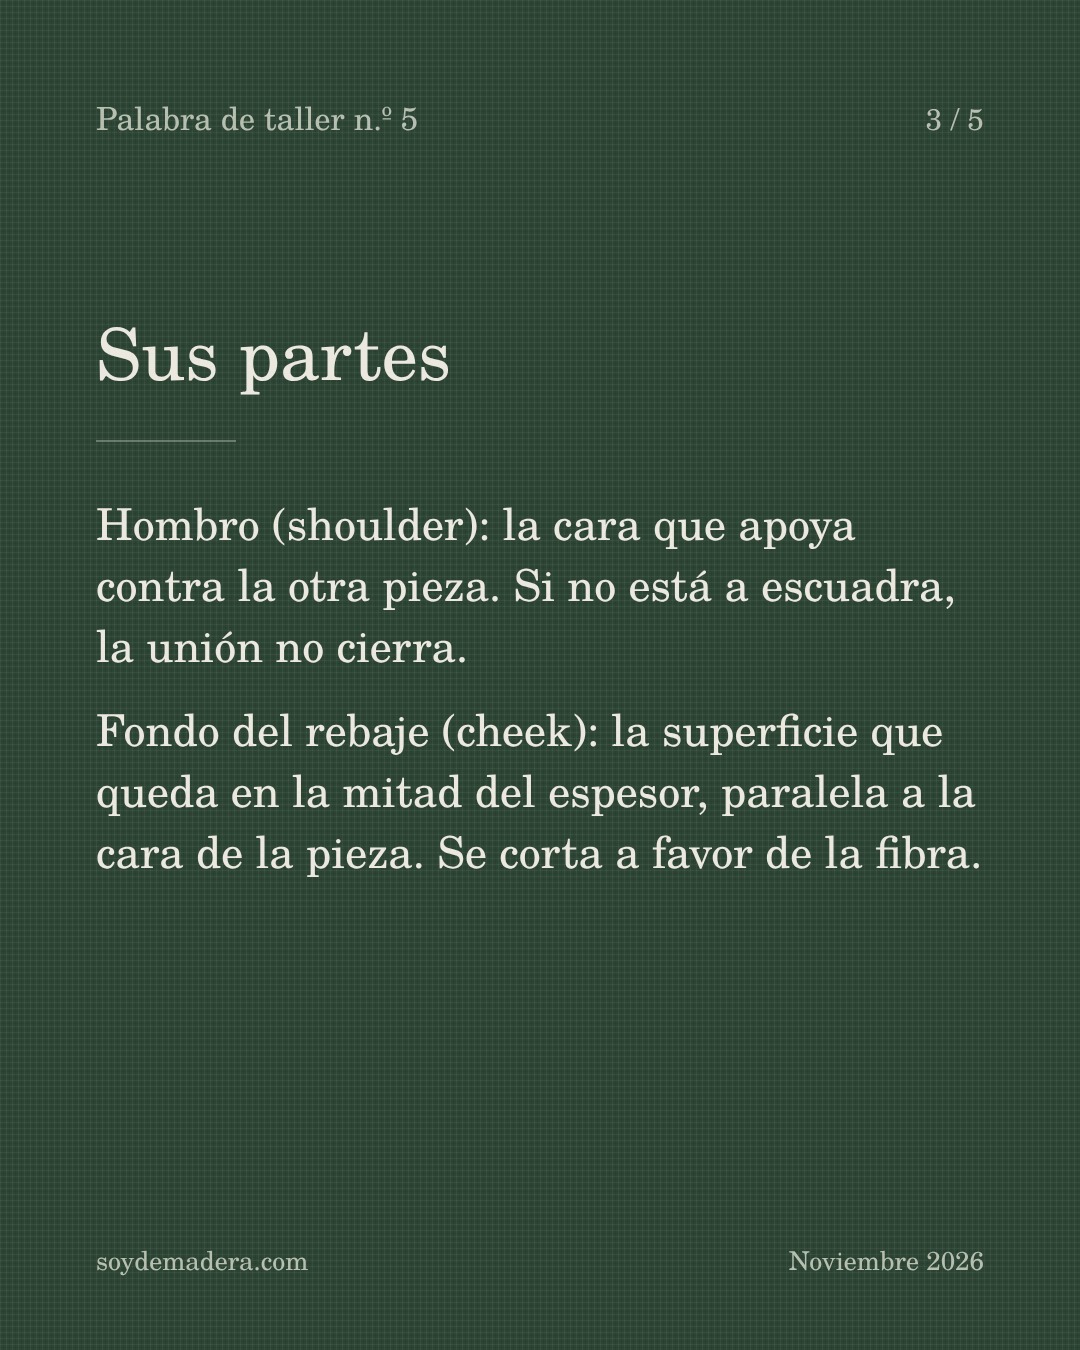 Palabra de taller n.º 5
3 / 5
Sus partes
Hombro (shoulder): la cara que apoya
contra la otra pieza. Si no está a escuadra,
la unión no cierra.
Fondo del rebaje (cheek): la superficie que
queda en la mitad del espesor, paralela a la
cara de la pieza. Se corta a favor de la fibra.
soydemadera.com
Noviembre 2026